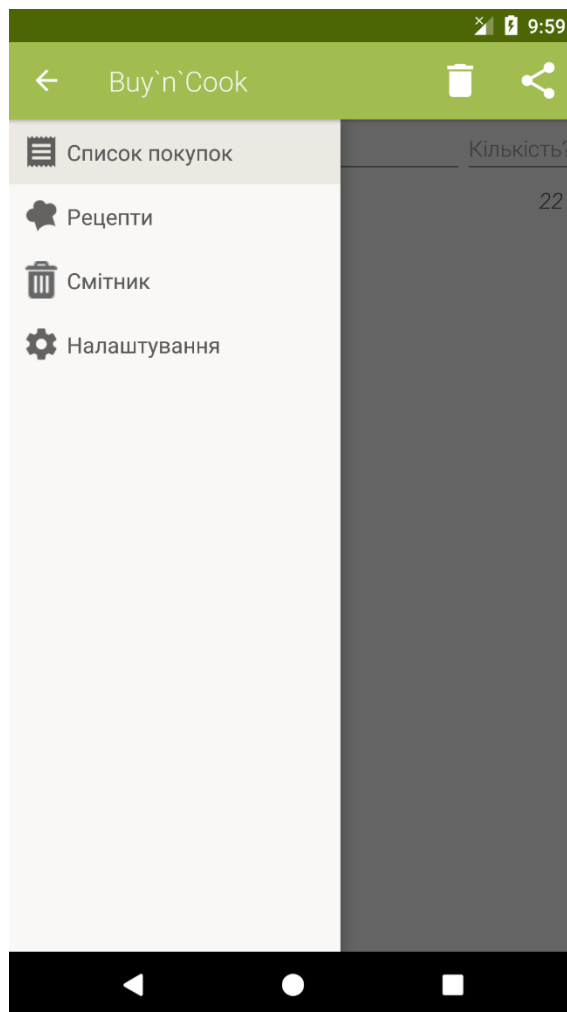 9:59
Buy`n`Cook
Список покупок
Кількість?
Рецепти
22
Смітник
Налаштування